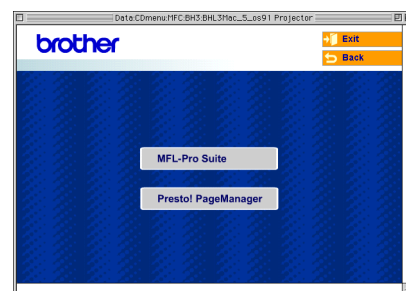 Data:CDmenu:MFC:BH3:BHL3Mac_5_os91 Projector
brother
Exit
Back
MFL-Pro Suite
Presto! PageManager